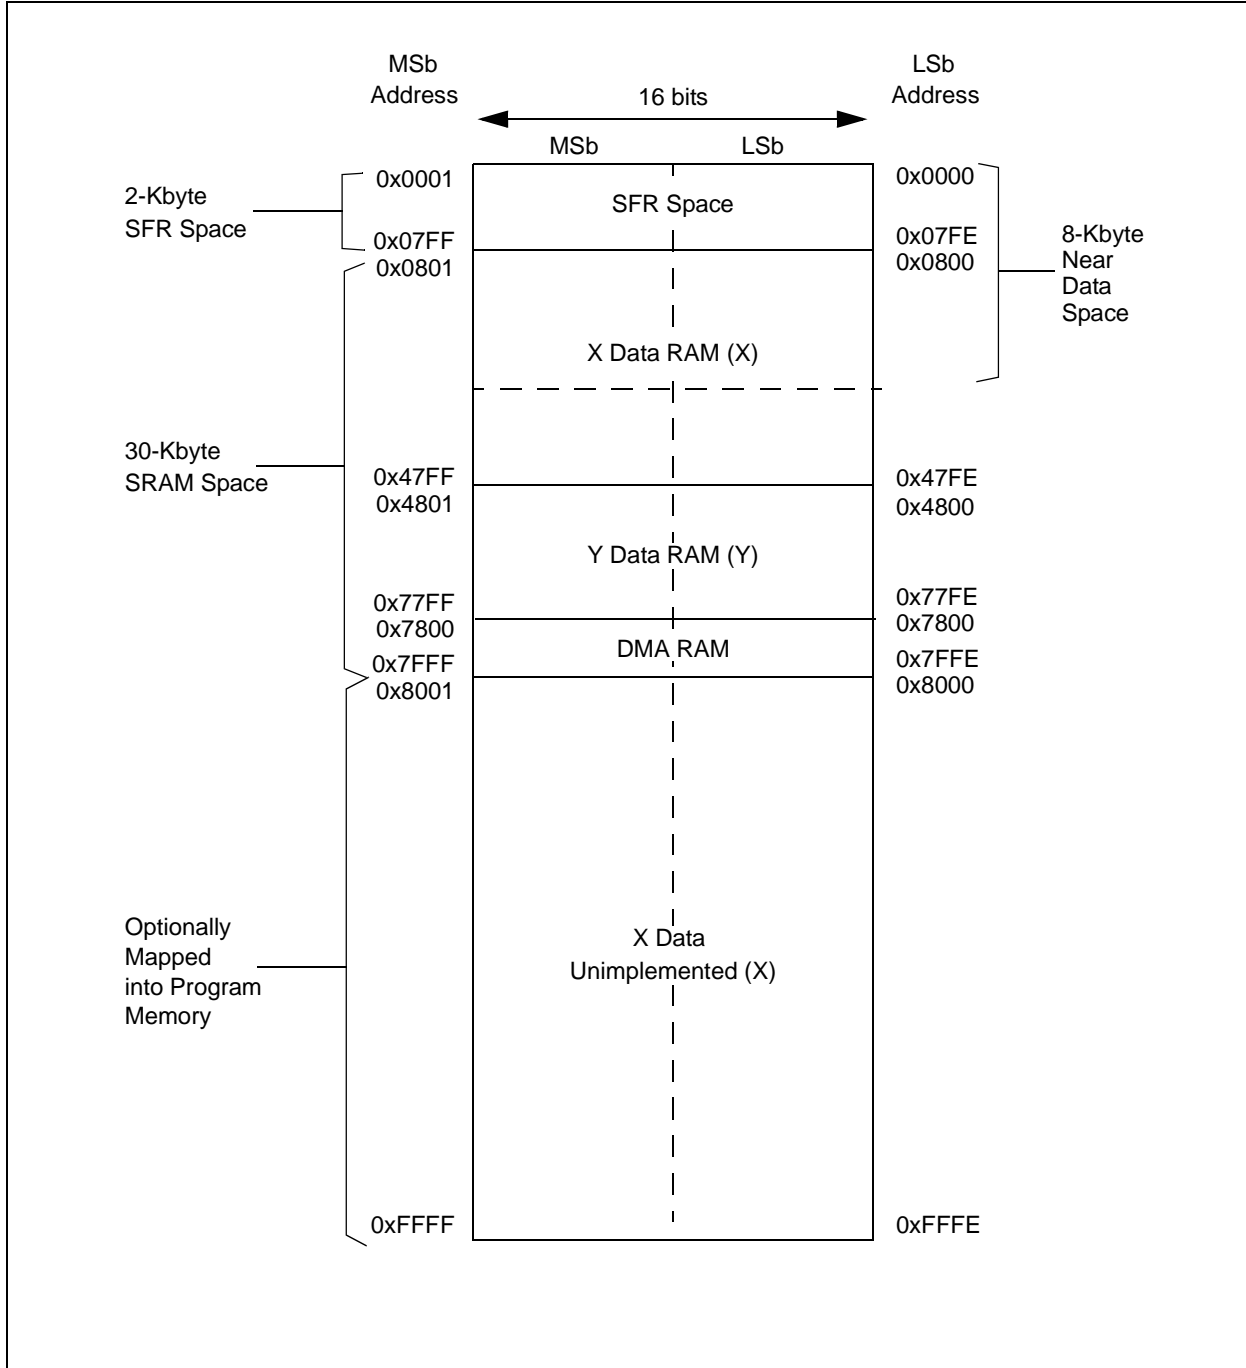 MSb
Address
LSb
Address
16 bits
MSb
LSb
0x0001
0x0000
2-Kbyte
SFR Space
SFR Space
0x07FF
0x07FE
0x0801
0x0800
8-Kbyte
Near
Data
Space
X Data RAM (X)
30-Kbyte
SRAM Space
0x47FF
0x47FE
0x4801
0x4800
Y Data RAM (Y)
0x77FF
0x77FE
0x7800
0x7800
DMA RAM
0x7FFF
0x7FFE
0x8001
0x8000
Optionally
Mapped
into Program
Memory
X Data
Unimplemented (X)
0xFFFF
0xFFFE